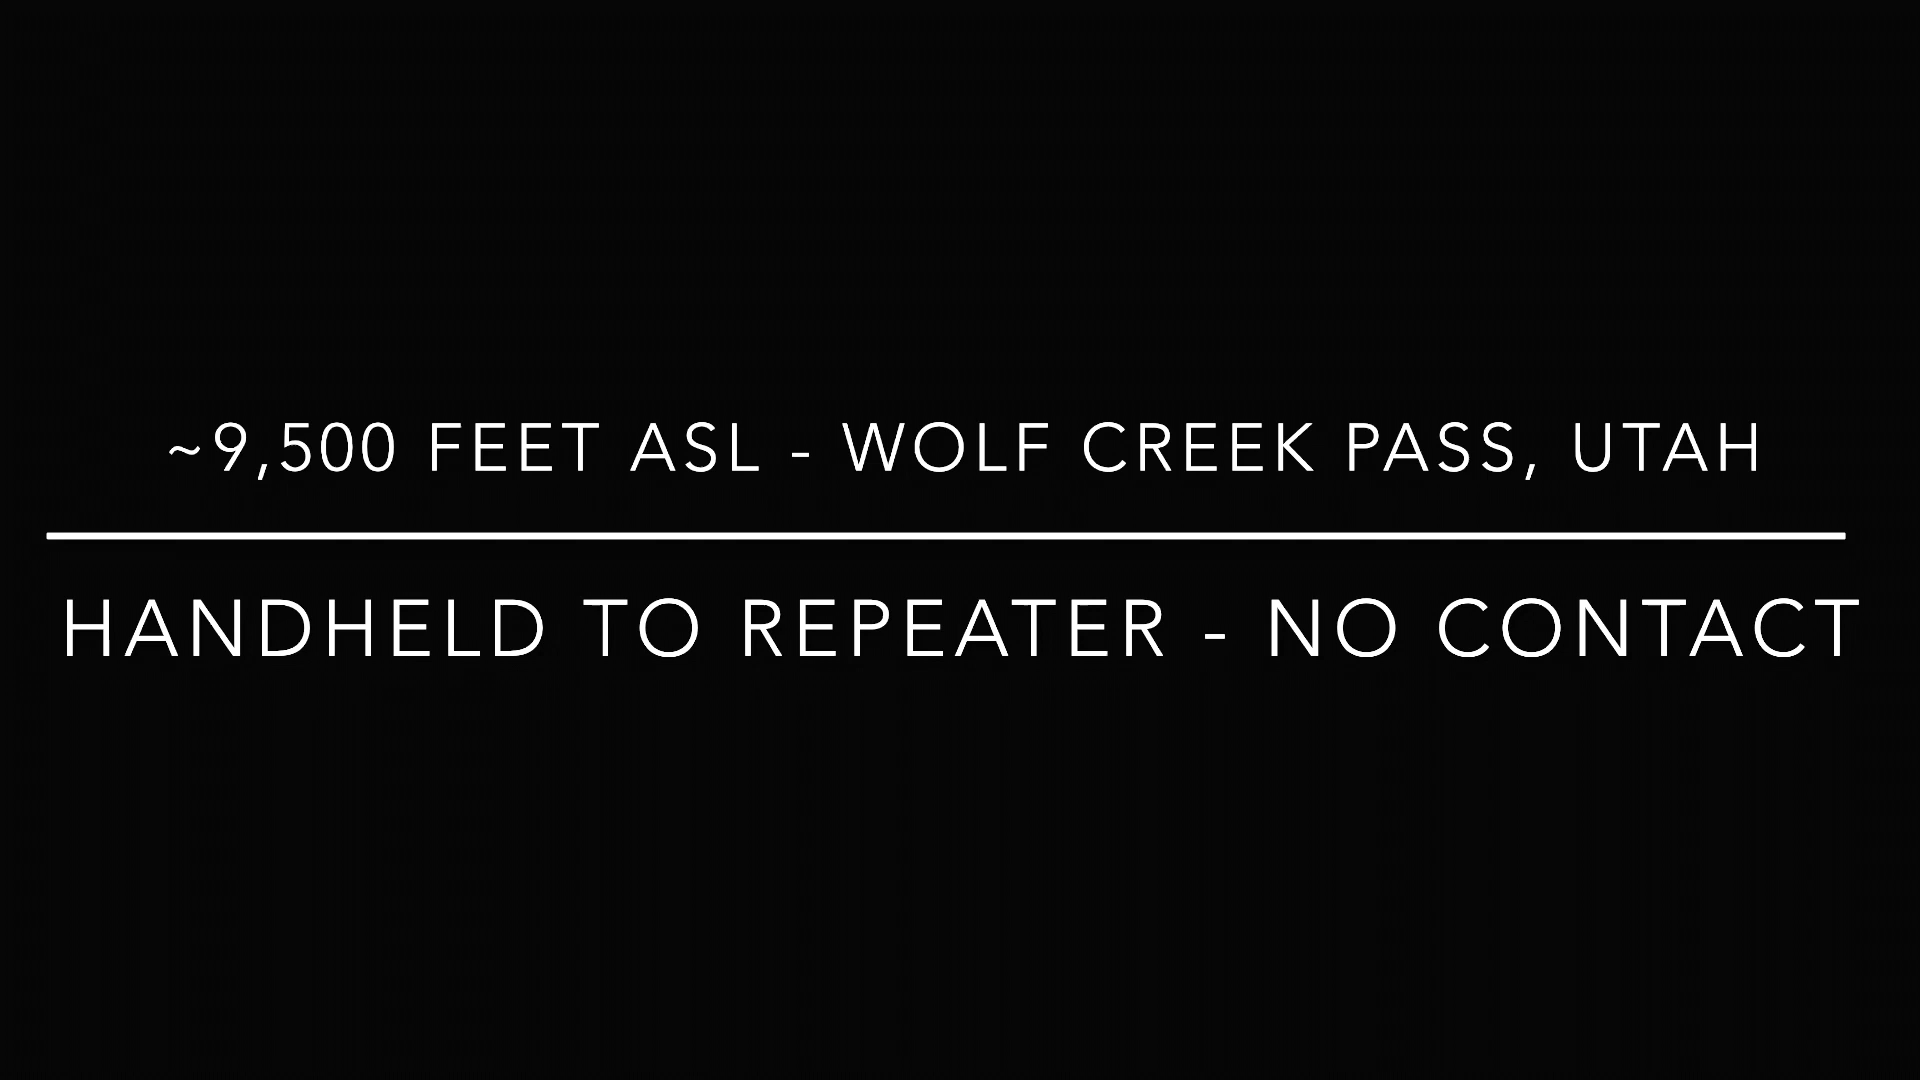 ~9,500 FEET ASL - WOLF CREEK PASS, UTAH
HANDHELD TO REPEATER - NO CONTACT